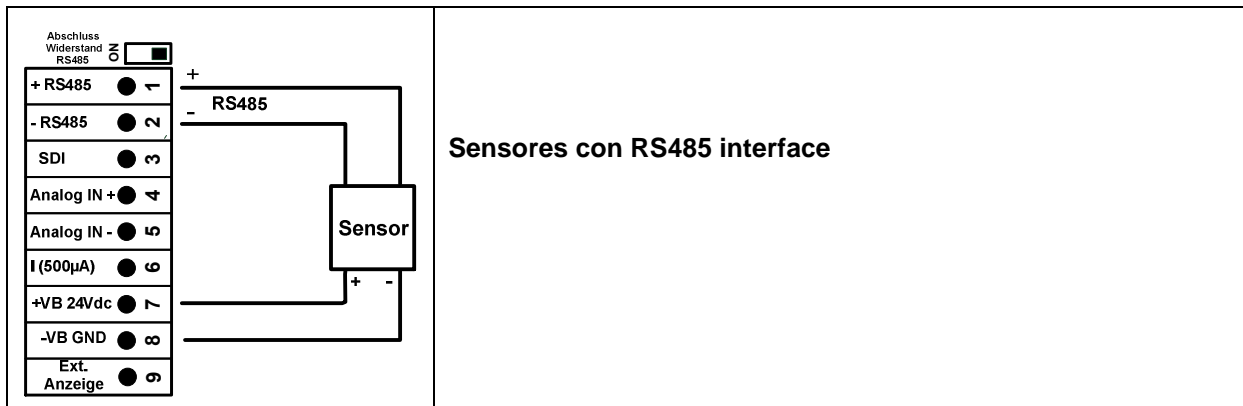 Abschluss
Widerstand
RS485
ON
+ RS485 1
- RS485 2
SDI 3
Analog IN + 4
Analog IN - 5
I (500µA) 6
+VB 24Vdc 7
-VB GND 8
Ext.
Anzeige 9
+
RS485
-
Sensor
+ -
Sensores con RS485 interface